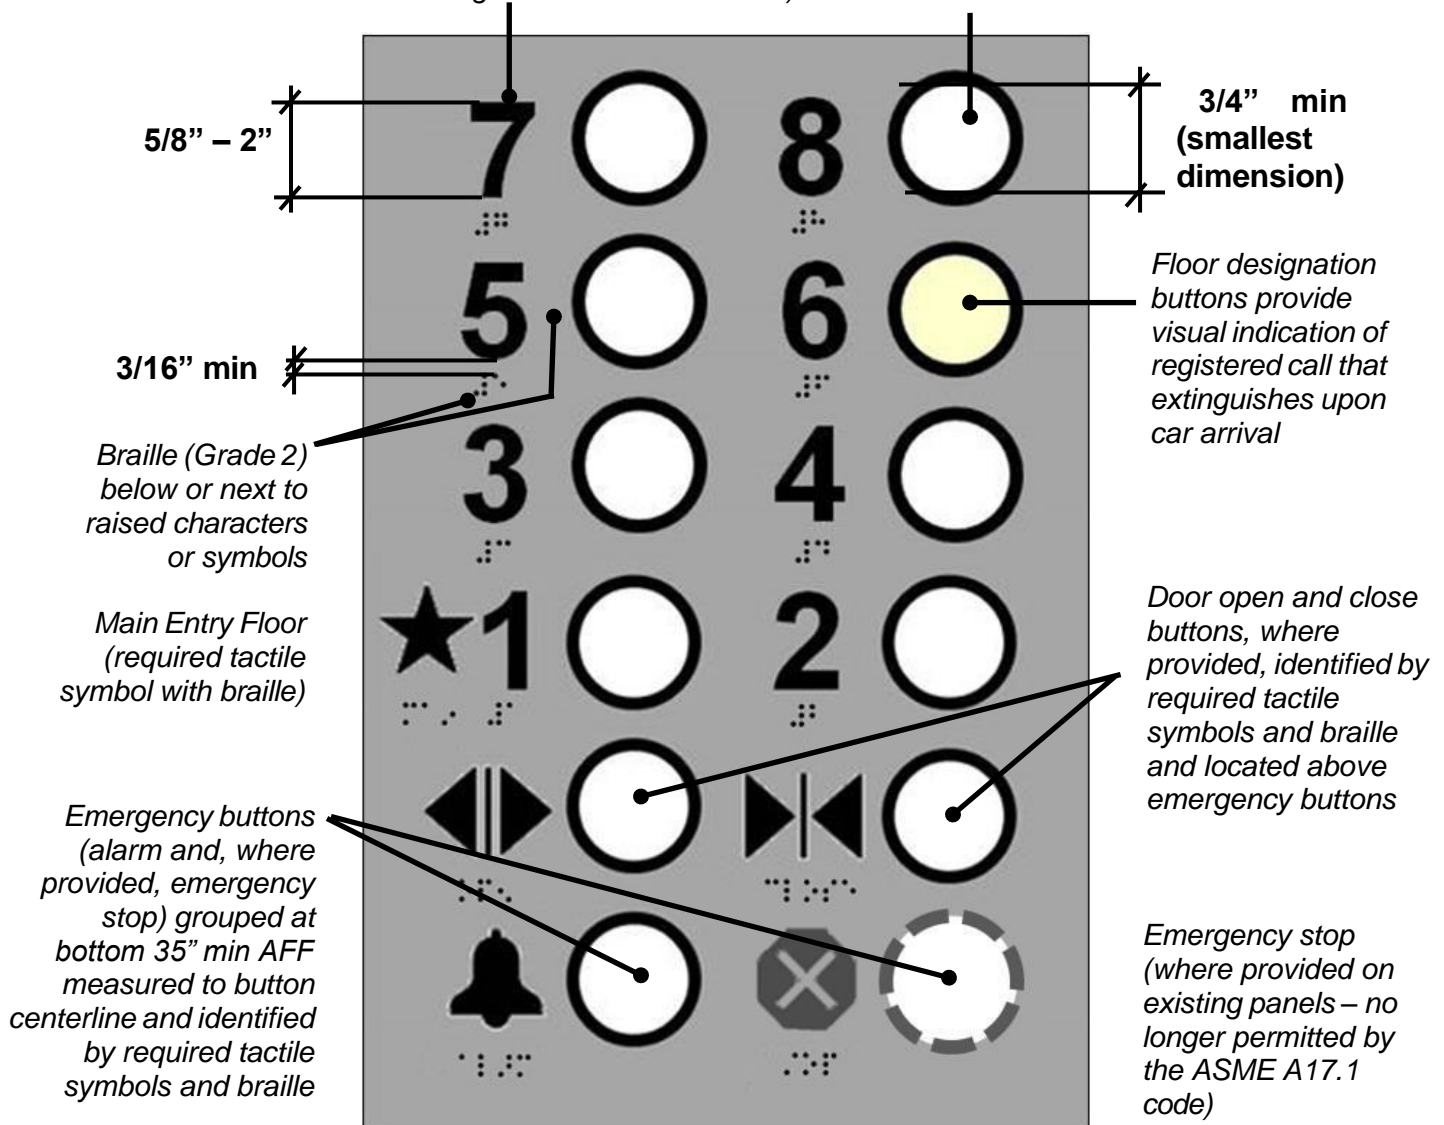 5/8” – 2”
3/4” min
(smallest
dimension)
7
8
5
6
3/16” min
Floor designation
buttons provide
visual indication of
registered call that
extinguishes upon
car arrival
Braille (Grade 2)
below or next to
raised characters
or symbols
3
4
Main Entry Floor
(required tactile
symbol with braille)
1
2
Door open and close
buttons, where
provided, identified by
required tactile
symbols and braille
and located above
emergency buttons
Emergency buttons
(alarm and, where
provided, emergency
stop) grouped at
bottom 35” min AFF
measured to button
centerline and identified
by required tactile
symbols and braille
Emergency stop
(where provided on
existing panels – no
longer permitted by
the ASME A17.1
code)